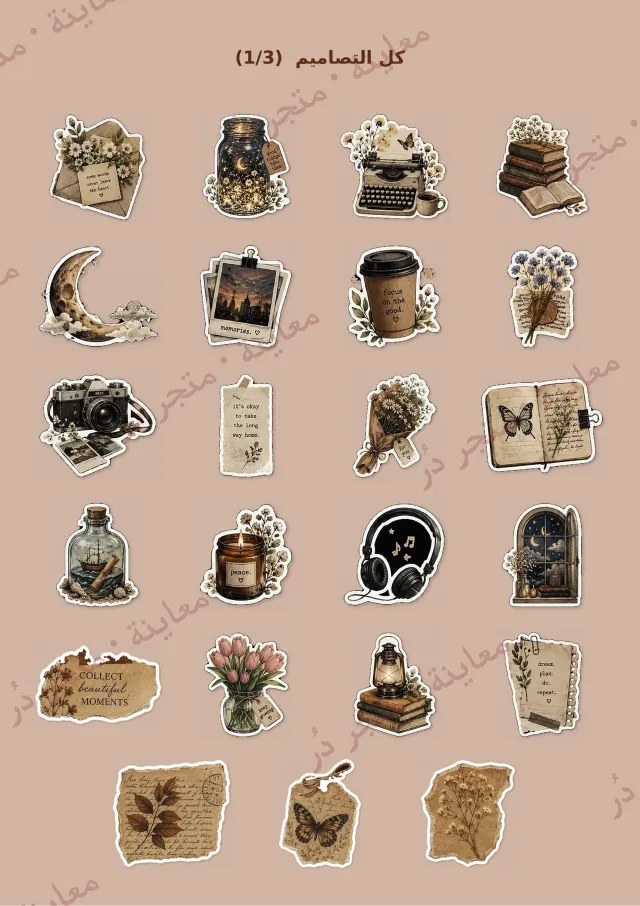 كل التصاميم (1/3)
some words
never leave
the heart.
focus
on the
good.
memories.
it's okay
to take
the long
way home.
peace.
COLLECT
beautiful
MOMENTS
dream.
plan.
do.
repeat.
معاينة • متجر دُر